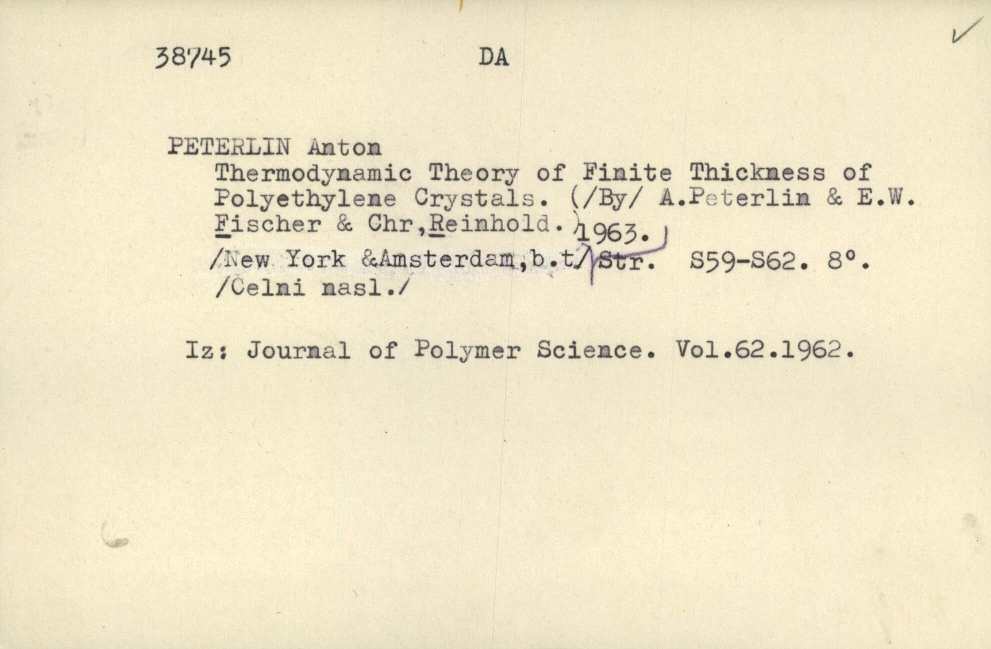 38745 DA
PETERLIN Anton
Thermodynamic Theory of Finite Thickness of
Polyethylene Crystals. (/By/ A.Peterlin & E.W.
Fischer & Chr,Reinhold.)
1963.
/New York &Amsterdam,b.t./ Str. S59-S62. 8°.
/Čelni nasl./
Iz: Journal of Polymer Science. Vol.62.1962.